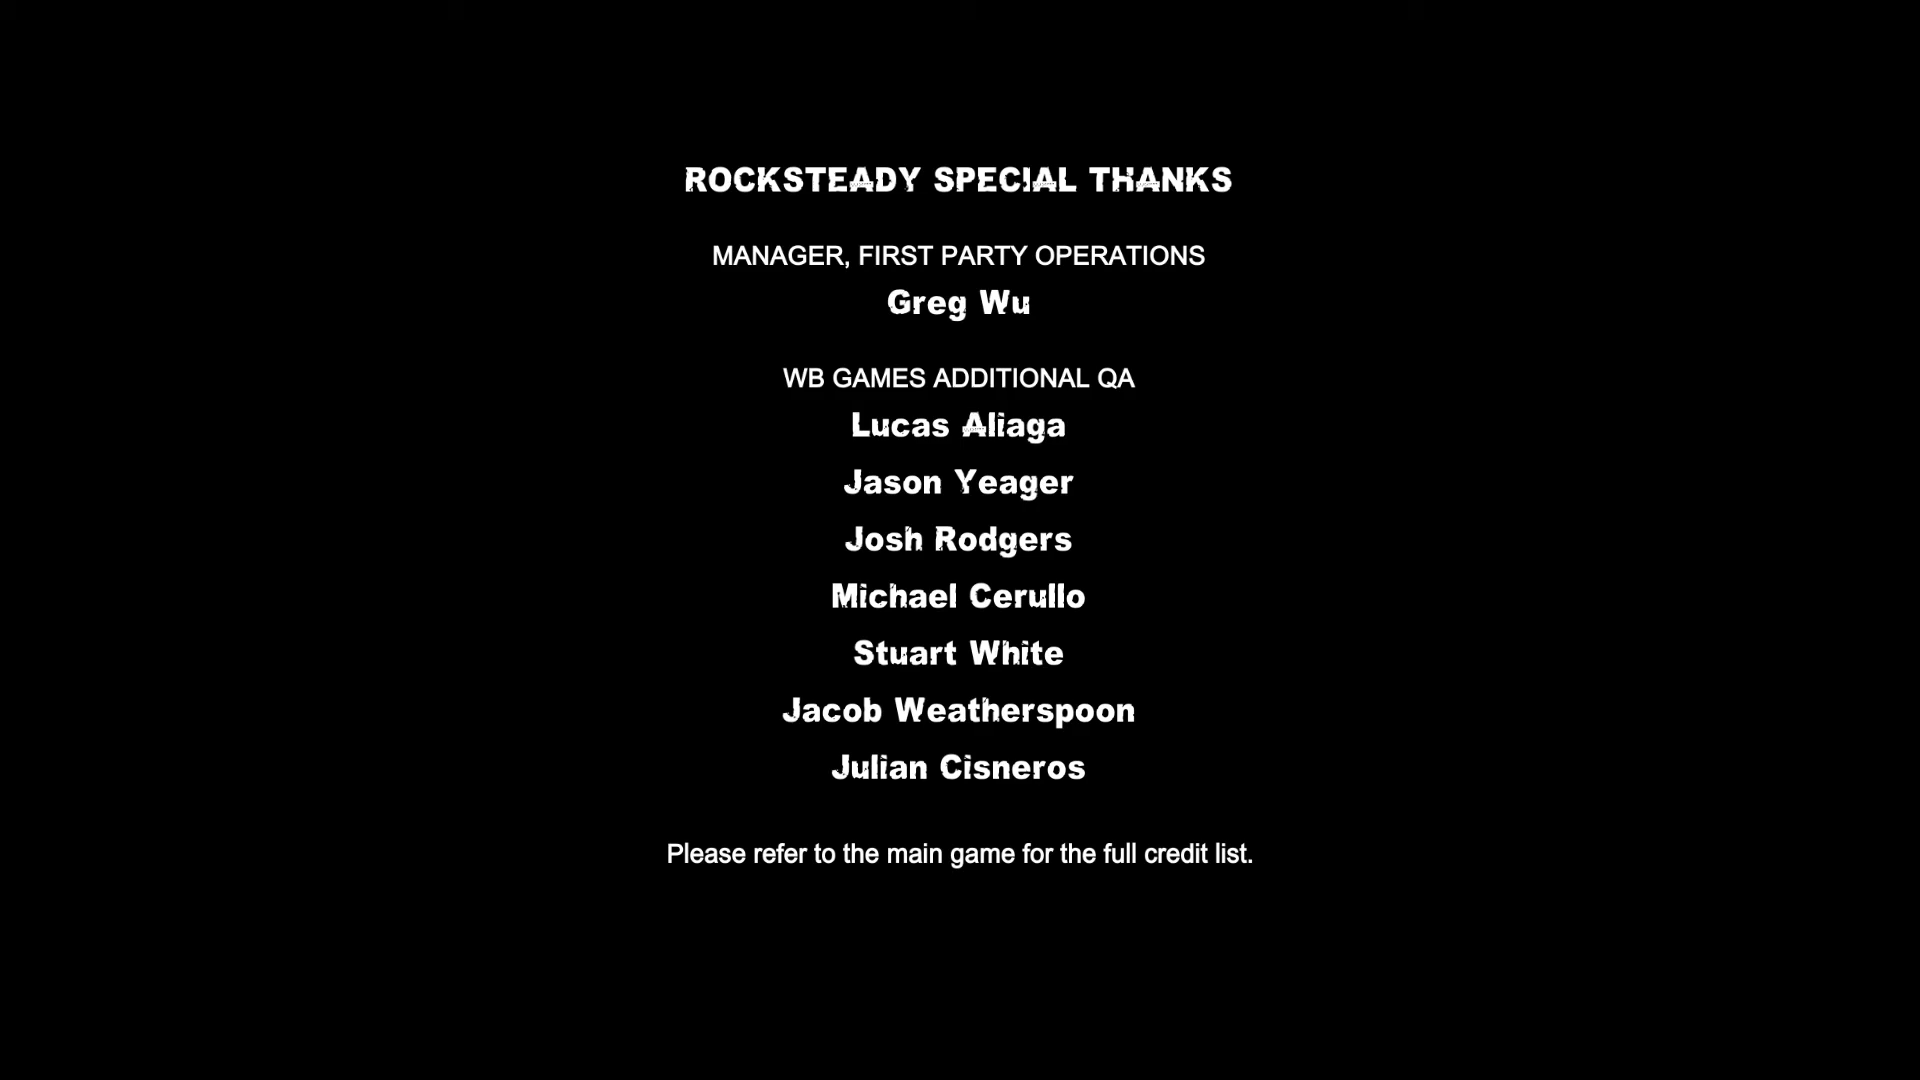 ROCKSTEADY SPECIAL THANKS
MANAGER, FIRST PARTY OPERATIONS
Greg Wu
WB GAMES ADDITIONAL QA
Lucas Aliaga
Jason Yeager
Josh Rodgers
Michael Cerullo
Stuart White
Jacob Weatherspoon
Julian Cisneros
Please refer to the main game for the full credit list.